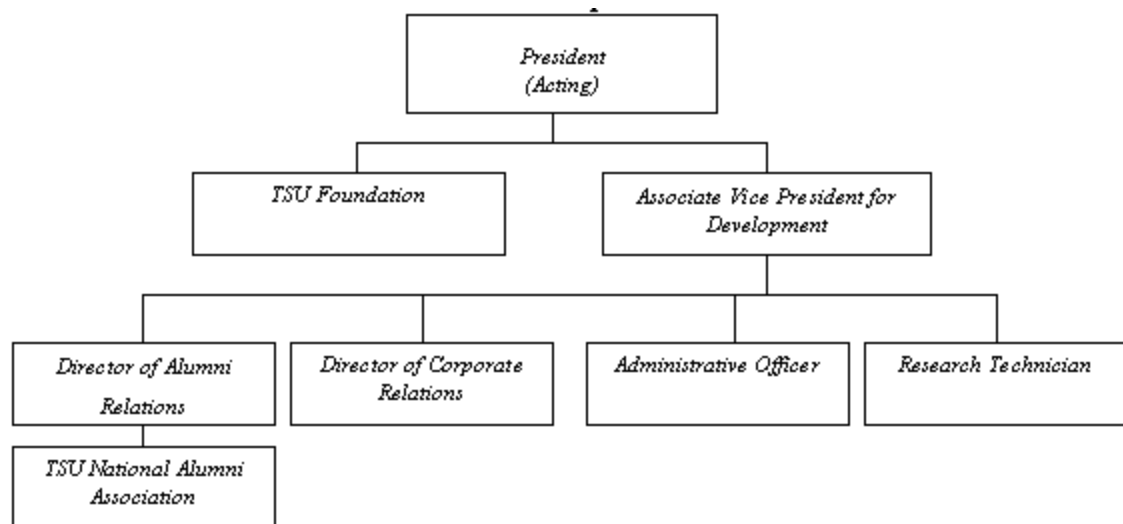 President
(Acting)
TSU Foundation
Associate Vice President for
Development
Director of Alumni
Relations
Director of Corporate
Relations
Administrative Officer
Research Technician
TSU National Alumni
Association